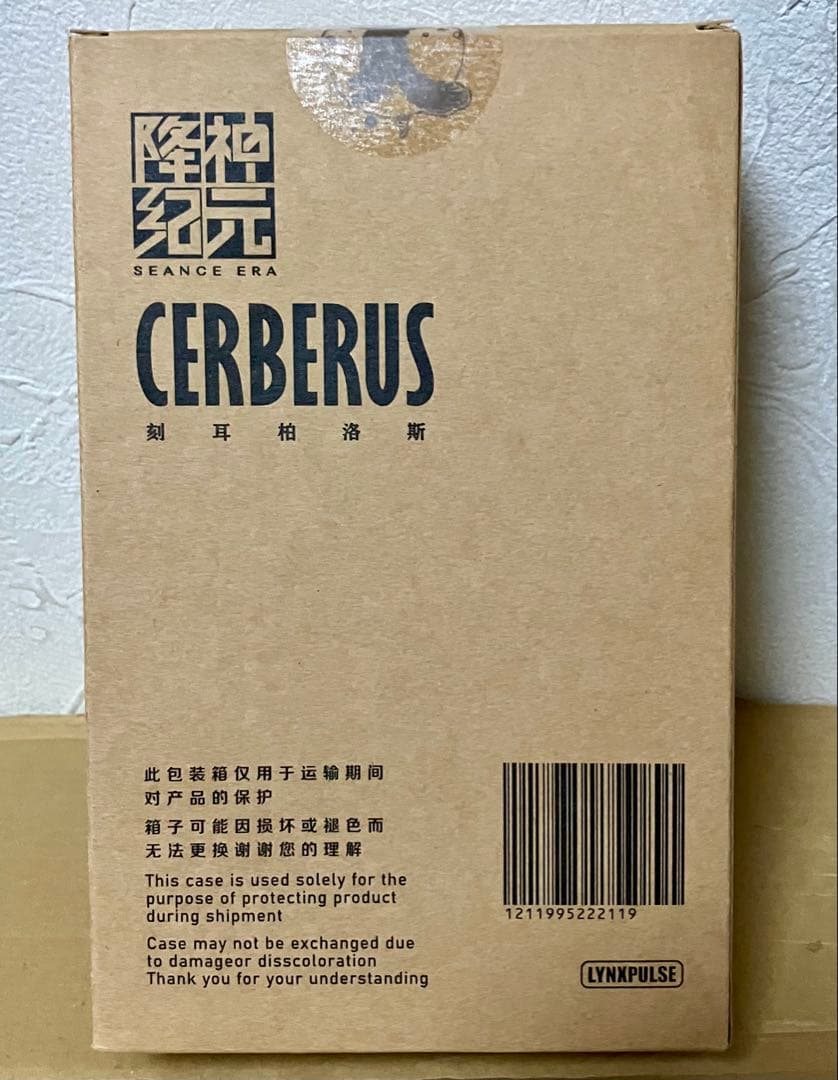 降神
纪元
SEANCE ERA
CERBERUS
刻耳柏洛斯
此包装箱仅用于运输期间
对产品的保护
箱子可能因损坏或褪色而
无法更换谢谢您的理解
This case is used solely for the
purpose of protecting product
during shipment
Case may not be exchanged due
to damageor disscoloration
Thank you for your understanding
1211995222119
LYNXPULSE